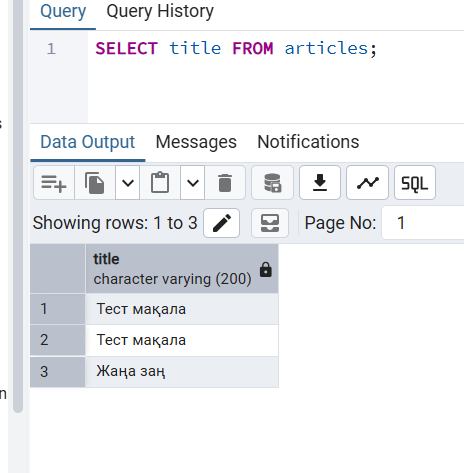 Query Query History
1 SELECT title FROM articles;
Data Output Messages Notifications
SQL
Showing rows: 1 to 3 Page No: 1
title
character varying (200)
1 Тест мақала
2 Тест мақала
3 Жаңа заң